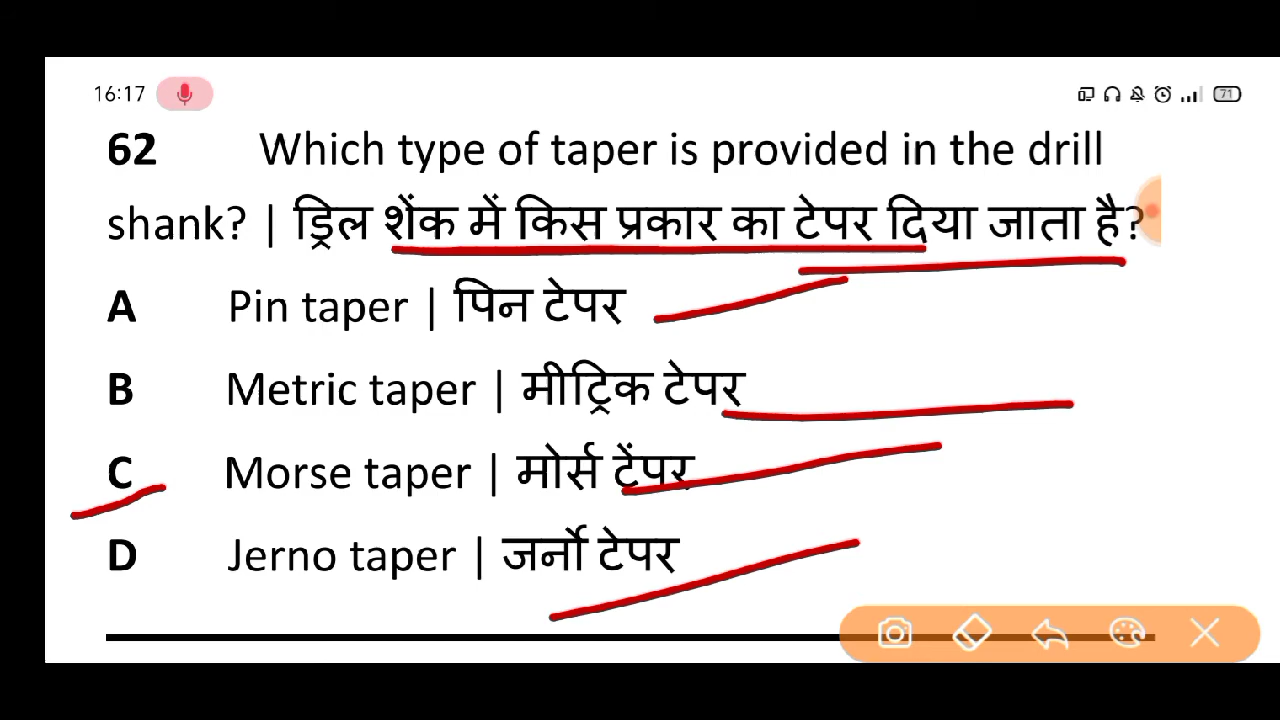 16:17 71
62 Which type of taper is provided in the drill
shank? | ड्रिल शेंक में किस प्रकार का टेपर दिया जाता है?
A Pin taper | पिन टेपर
B Metric taper | मीट्रिक टेपर
C Morse taper | मोर्स टेंपर
D Jerno taper | जर्नो टेपर